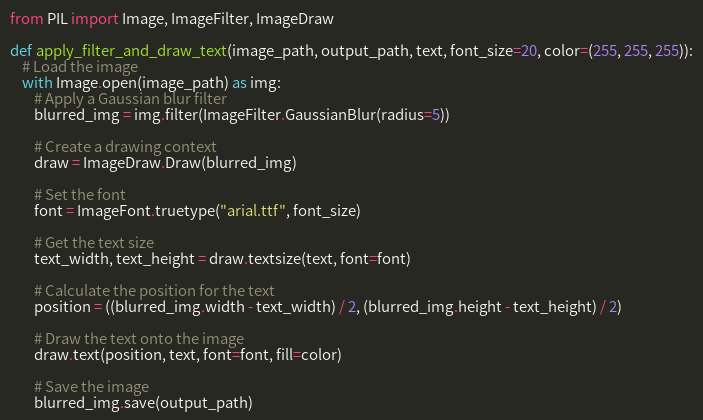 from PIL import Image, ImageFilter, ImageDraw

def apply_filter_and_draw_text(image_path, output_path, text, font_size=20, color=(255, 255, 255)):
    # Load the image
    with Image.open(image_path) as img:
        # Apply a Gaussian blur filter
        blurred_img = img.filter(ImageFilter.GaussianBlur(radius=5))

        # Create a drawing context
        draw = ImageDraw.Draw(blurred_img)

        # Set the font
        font = ImageFont.truetype("arial.ttf", font_size)

        # Get the text size
        text_width, text_height = draw.textsize(text, font=font)

        # Calculate the position for the text
        position = ((blurred_img.width - text_width) / 2, (blurred_img.height - text_height) / 2)

        # Draw the text onto the image
        draw.text(position, text, font=font, fill=color)

        # Save the image
        blurred_img.save(output_path)